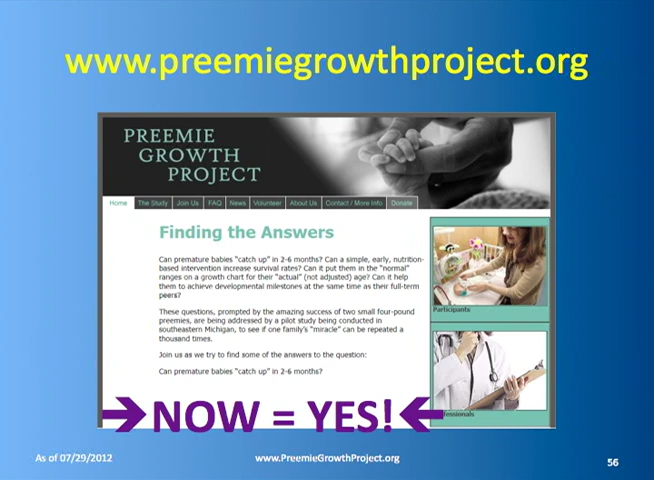 www.preemiegrowthproject.org
PREEMIE
GROWTH
PROJECT
Home The Study Join Us FAQ News Volunteer About Us Contact / More Info Donate
Finding the Answers
Can premature babies "catch up" in 2-6 months? Can a simple, early, nutrition-
based intervention increase survival rates? Can it put them in the "normal"
ranges on a growth chart for their "actual" (not adjusted) age? Can it help
them to achieve developmental milestones at the same time as their full-term
peers?
These questions, prompted by the amazing success of two small four-pound
preemies, are being addressed by a pilot study being conducted in
southeastern Michigan, to see if one family's "miracle" can be repeated a
thousand times.
Join us as we try to find some of the answers to the question:
Can premature babies "catch up" in 2-6 months?
Participants
➔NOW = YES!←
As of 07/29/2012
www.PreemieGrowthProject.org
56